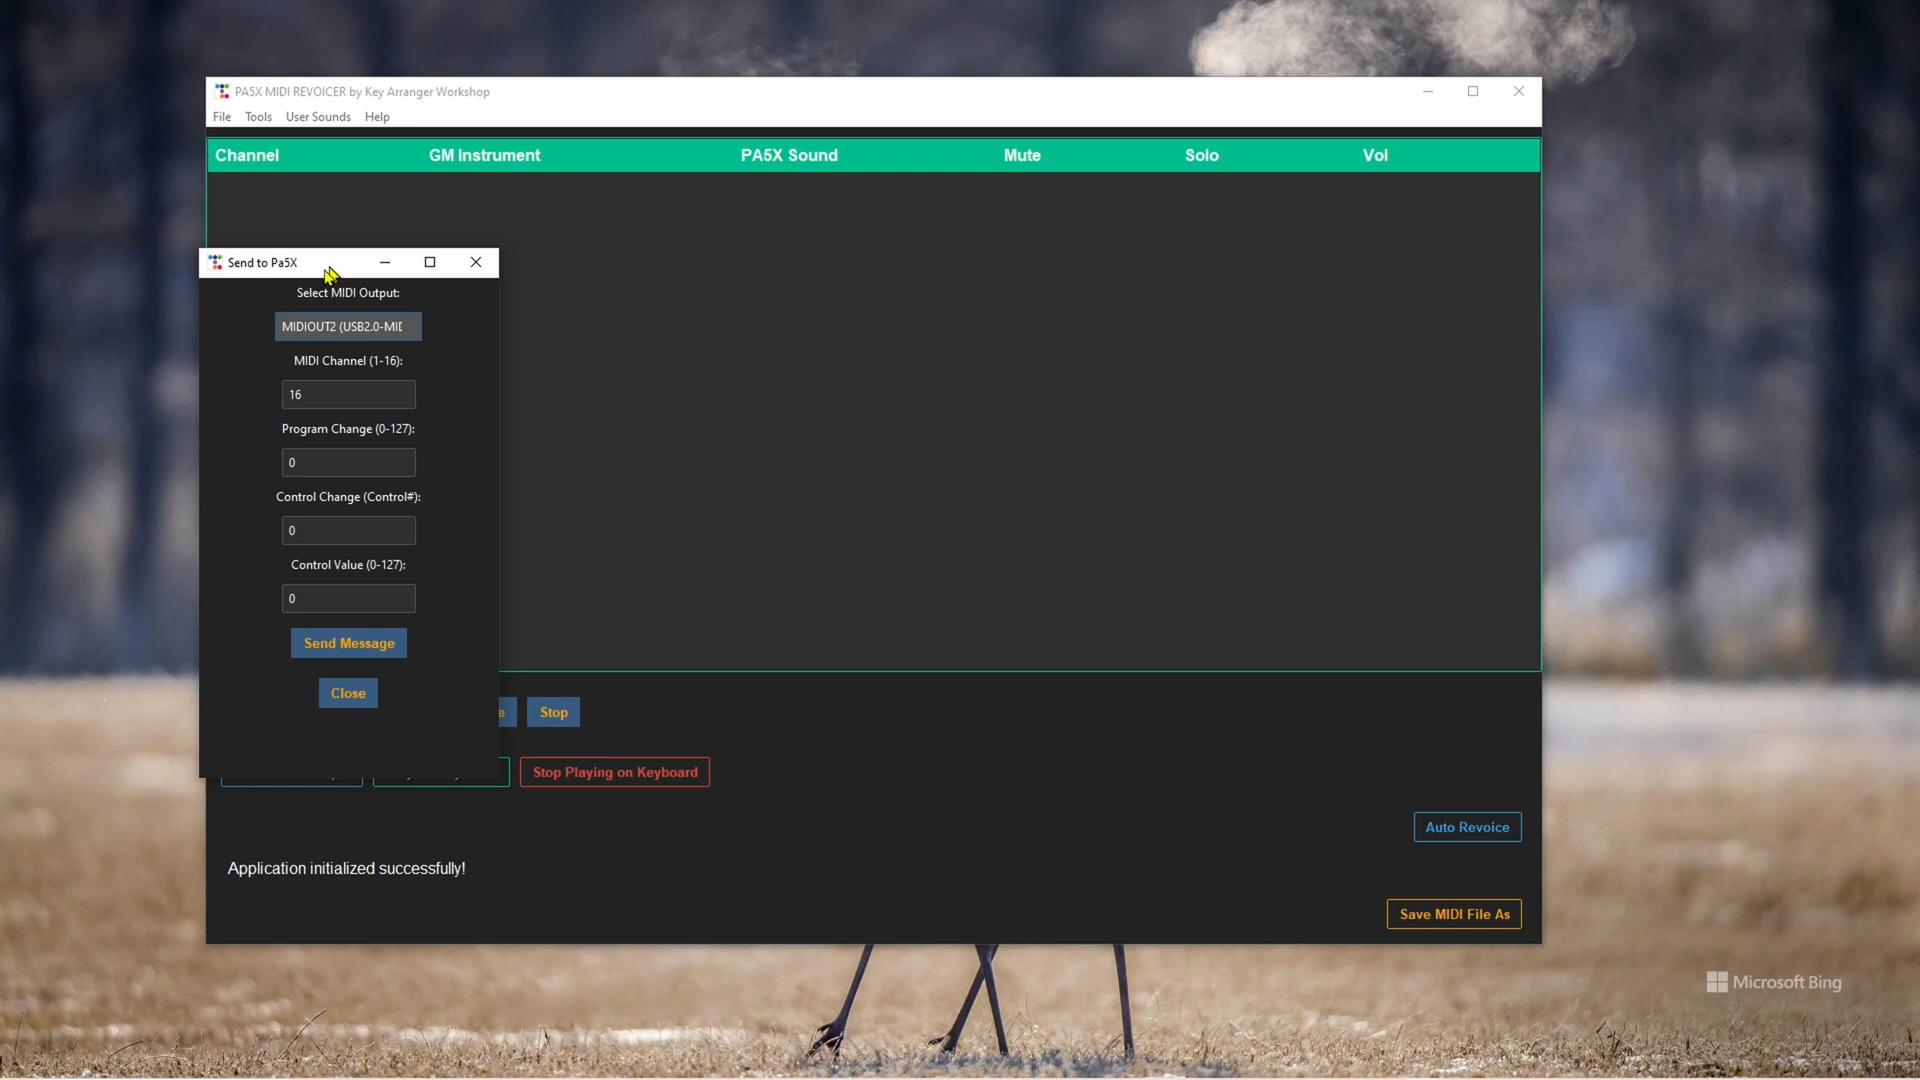 PA5X MIDI REVOICER by Key Arranger Workshop
File Tools User Sounds Help
Channel GM Instrument PA5X Sound Mute Solo Vol
Send to Pa5X
Select MIDI Output:
MIDIOUT2 (USB2.0-MID
MIDI Channel (1-16):
16
Program Change (0-127):
0
Control Change (Control#):
0
Control Value (0-127):
0
Send Message
Close
e Stop
Stop Playing on Keyboard
Auto Revoice
Application initialized successfully!
Save MIDI File As
Microsoft Bing